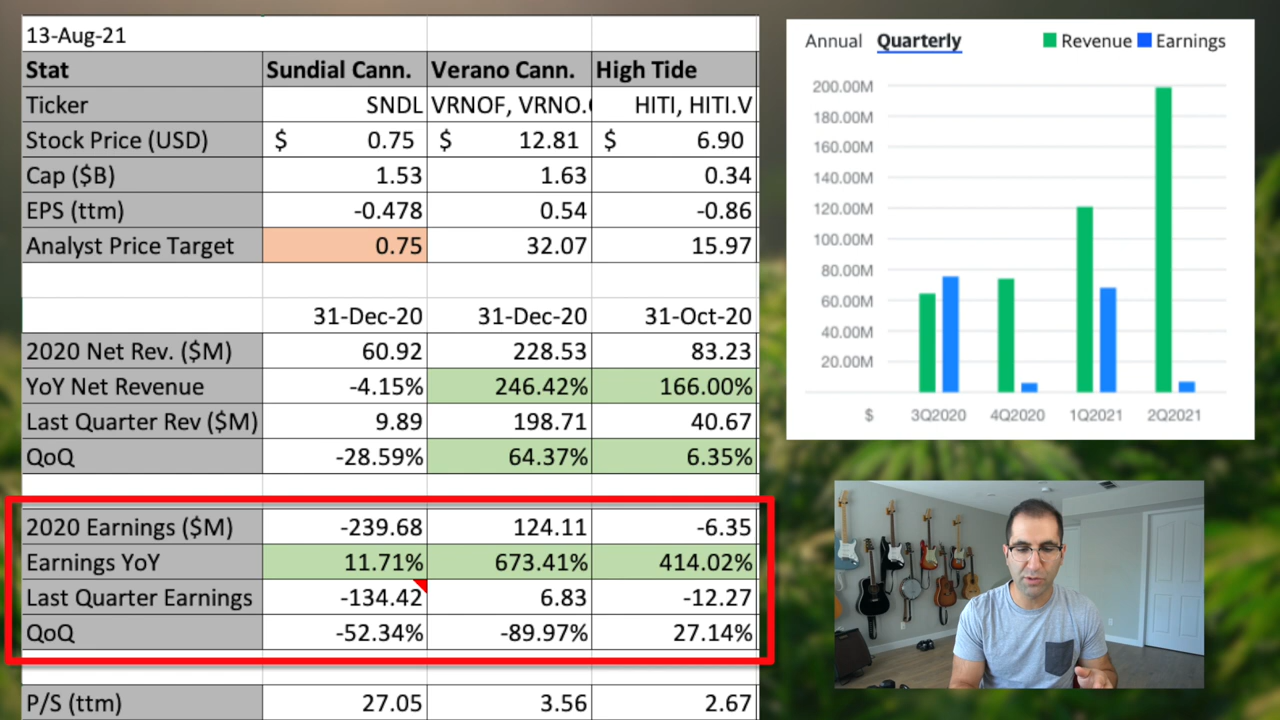 13-Aug-21
Stat Sundial Cann. Verano Cann. High Tide
Ticker SNDL VRNOF, VRNO.( HITI, HITI.V
Stock Price (USD) $ 0.75 $ 12.81 $ 6.90
Cap ($B) 1.53 1.63 0.34
EPS (ttm) -0.478 0.54 -0.86
Analyst Price Target 0.75 32.07 15.97
31-Dec-20 31-Dec-20 31-Oct-20
2020 Net Rev. ($M) 60.92 228.53 83.23
YoY Net Revenue -4.15% 246.42% 166.00%
Last Quarter Rev ($M) 9.89 198.71 40.67
QoQ -28.59% 64.37% 6.35%
2020 Earnings ($M) -239.68 124.11 -6.35
Earnings YoY 11.71% 673.41% 414.02%
Last Quarter Earnings -134.42 6.83 -12.27
QoQ -52.34% -89.97% 27.14%
P/S (ttm) 27.05 3.56 2.67
Annual Quarterly Revenue Earnings
200.00M
180.00M
160.00M
140.00M
120.00M
100.00M
80.00M
60.00M
40.00M
20.00M
$ 3Q2020 4Q2020 1Q2021 2Q2021